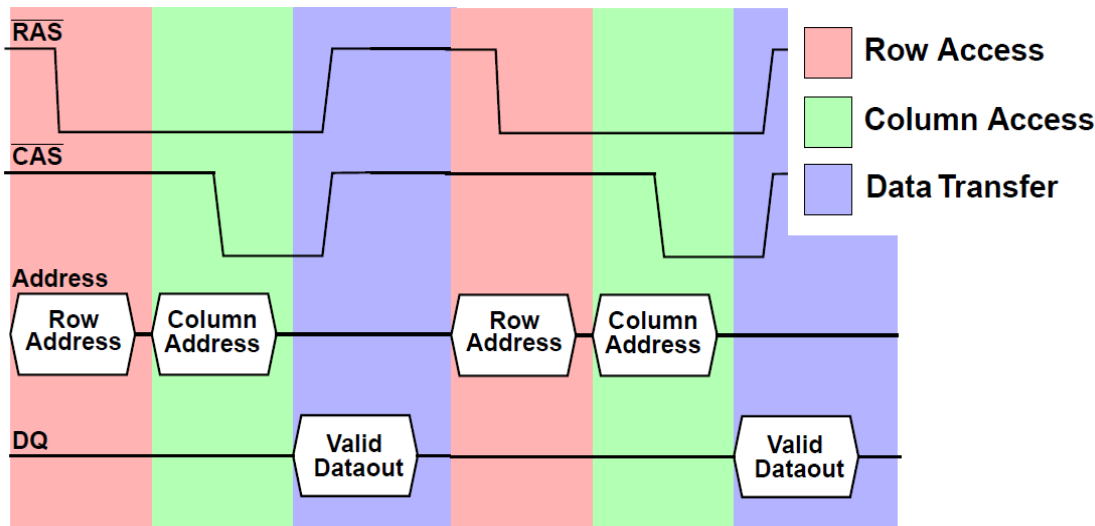 RAS
Row Access
Column Access
CAS
Data Transfer
Address
Row
Address
Column
Address
Row
Address
Column
Address
DQ
Valid
Dataout
Valid
Dataout